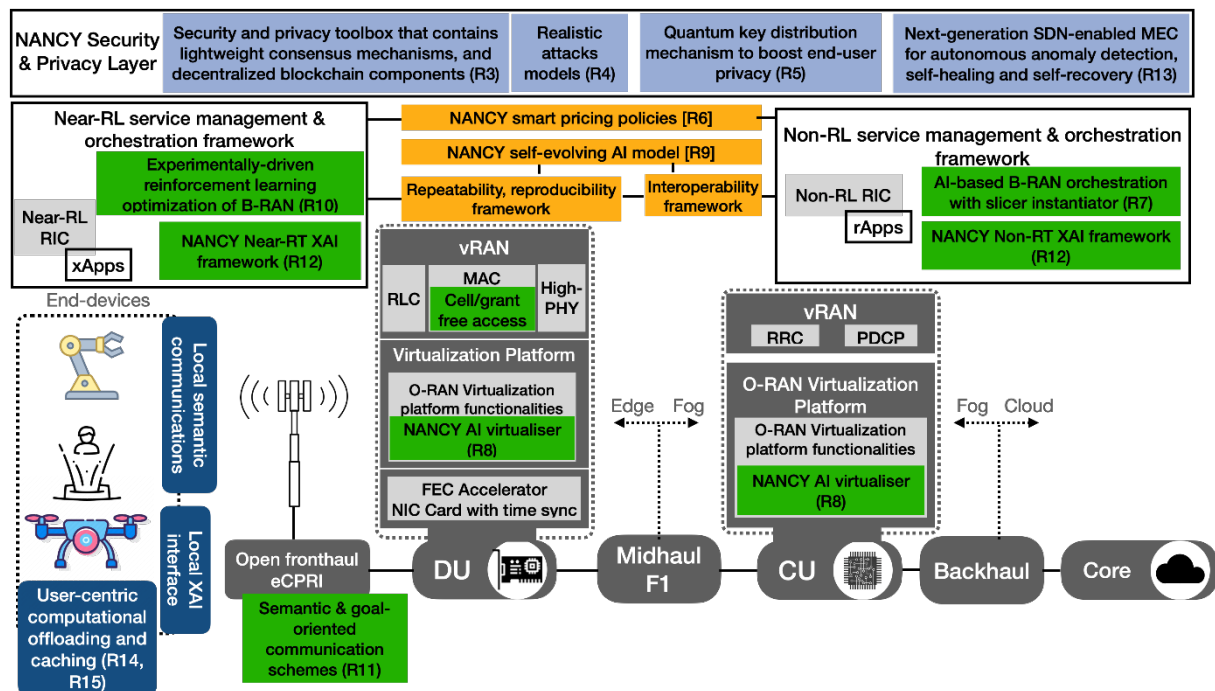 NANCY Security
& Privacy Layer
Security and privacy toolbox that contains
lightweight consensus mechanisms, and
decentralized blockchain components (R3)
Realistic
attacks
models (R4)
Quantum key distribution
mechanism to boost end-user
privacy (R5)
Next-generation SDN-enabled MEC
for autonomous anomaly detection,
self-healing and self-recovery (R13)
Near-RL service management &
orchestration framework
Experimentally-driven
reinforcement learning
optimization of B-RAN (R10)
Near-RL
RIC
xApps
NANCY Near-RT XAI
framework (R12)
NANCY smart pricing policies [R6]
NANCY self-evolving AI model [R9]
Repeatability, reproducibility
framework
Interoperability
framework
Non-RL service management & orchestration
framework
Non-RL RIC
rApps
AI-based B-RAN orchestration
with slicer instantiator (R7)
NANCY Non-RT XAI framework
(R12)
End-devices
Local semantic
communications
Local XAI
interface
User-centric
computational
offloading and
caching (R14,
R15)
vRAN
RLC
MAC
Cell/grant
free access
High-
PHY
Virtualization Platform
O-RAN Virtualization
platform functionalities
NANCY AI virtualiser
(R8)
FEC Accelerator
NIC Card with time sync
Edge
Fog
vRAN
RRC
PDCP
O-RAN Virtualization
Platform
O-RAN Virtualization
platform functionalities
NANCY AI virtualiser
(R8)
Fog
Cloud
Open fronthaul
eCPRI
DU
Midhaul
F1
CU
Backhaul
Core
Semantic & goal-
oriented
communication
schemes (R11)